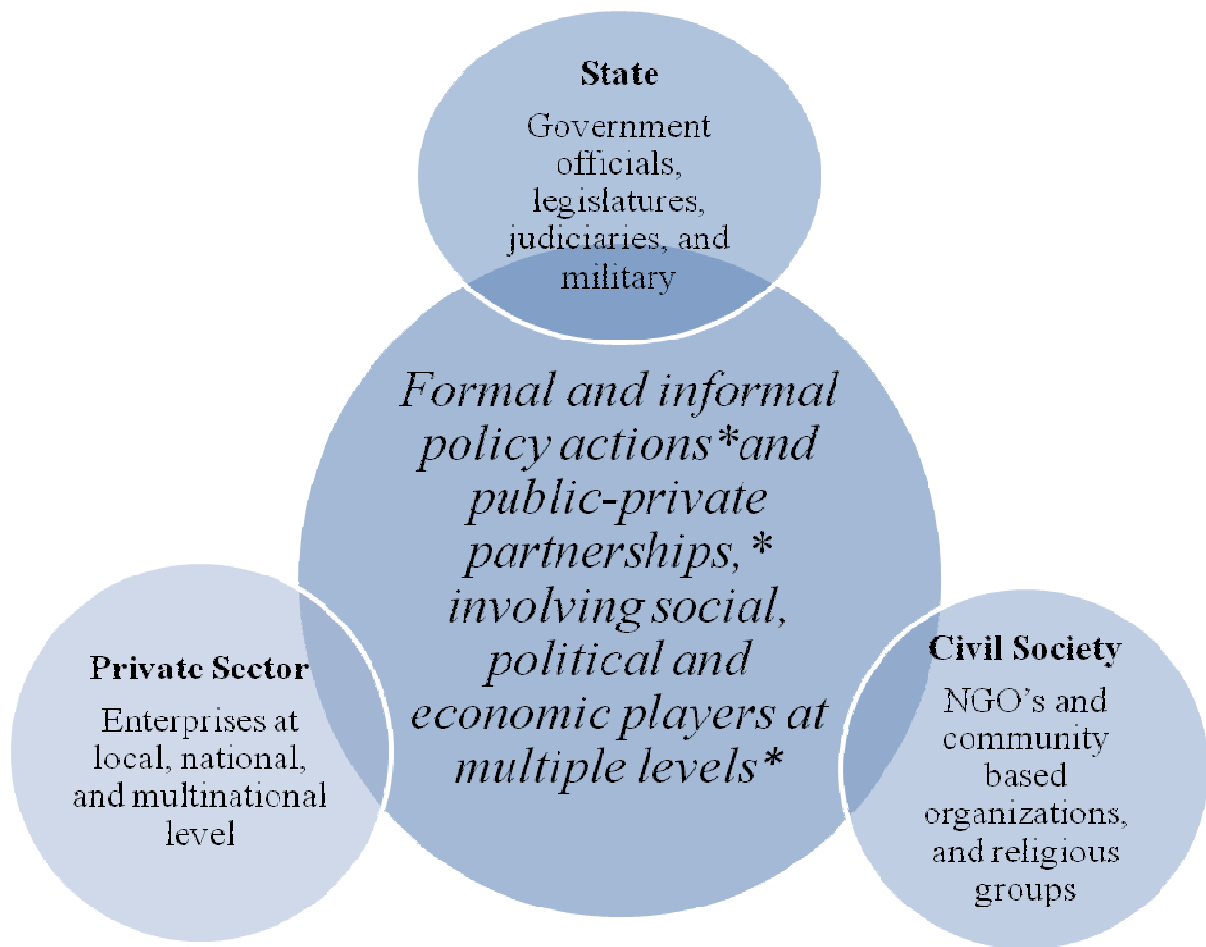 State
Government
officials,
legislatures,
judiciaries, and
military
Formal and informal
policy actions*and
public-private
partnerships,*
involving social,
political and
economic players at
multiple levels*
Private Sector
Enterprises at
local, national,
and multinational
level
Civil Society
NGO's and
community
based
organizations,
and religious
groups